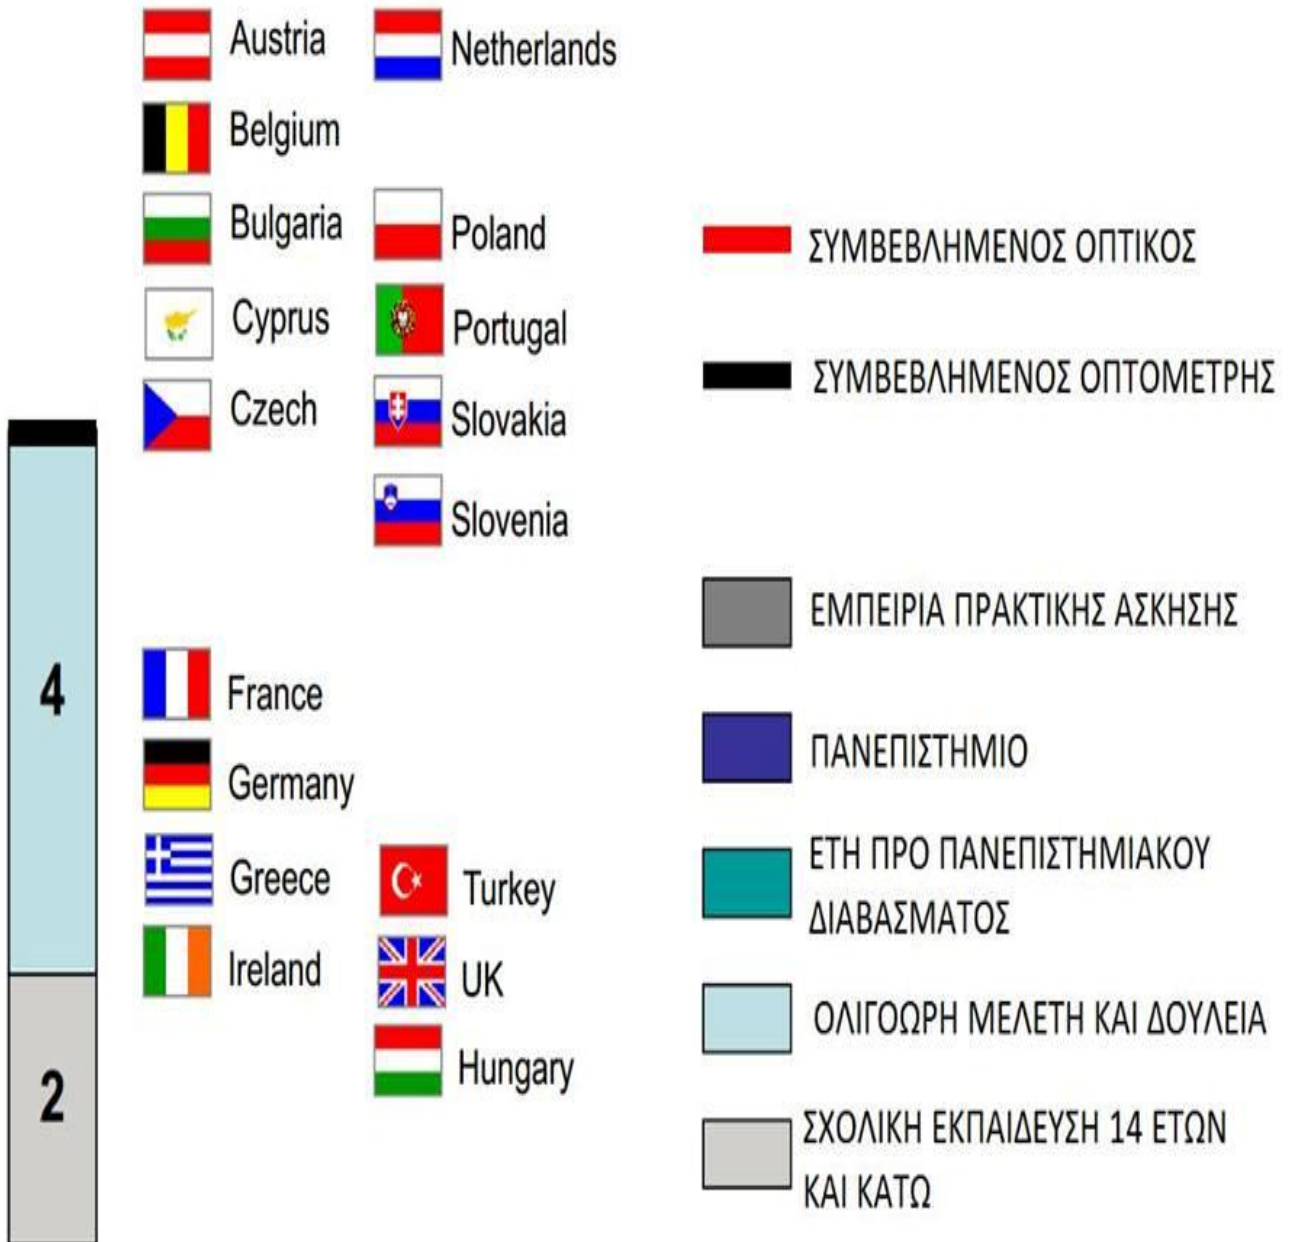 Austria
Belgium
Bulgaria
Cyprus
Czech
Netherlands
Poland
Portugal
Slovakia
Slovenia
France
Germany
Greece
Ireland
Turkey
UK
Hungary
4
2
ΣΥΜΒΕΒΛΗΜΕΝΟΣ ΟΠΤΙΚΟΣ
ΣΥΜΒΕΒΛΗΜΕΝΟΣ ΟΠΤΟΜΕΤΡΗΣ
ΕΜΠΕΙΡΙΑ ΠΡΑΚΤΙΚΗΣ ΑΣΚΗΣΗΣ
ΠΑΝΕΠΙΣΤΗΜΙΟ
ΕΤΗ ΠΡΟ ΠΑΝΕΠΙΣΤΗΜΙΑΚΟΥ
ΔΙΑΒΑΣΜΑΤΟΣ
ΟΛΙΓΟΩΡΗ ΜΕΛΕΤΗ ΚΑΙ ΔΟΥΛΕΙΑ
ΣΧΟΛΙΚΗ ΕΚΠΑΙΔΕΥΣΗ 14 ΕΤΩΝ
ΚΑΙ ΚΑΤΩ